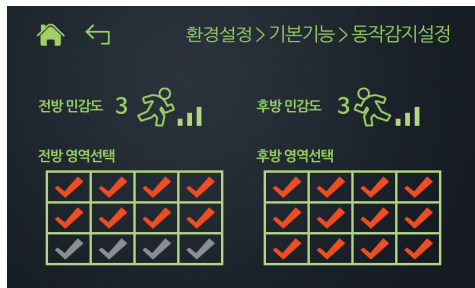 환경설정 > 기본기능 > 동작감지설정
전방 민감도 3
후방 민감도 3
전방 영역선택
후방 영역선택